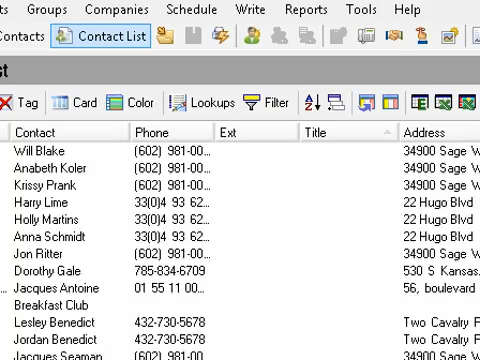 ts Groups Companies Schedule Write Reports Tools Help
Contacts Contact List
st
Tag Card Color Lookups Filter
Contact Phone Ext Title Address
Will Blake (602) 981-00... 34900 Sage W
Anabeth Koler (602) 981-00... 34900 Sage W
Krissy Prank (602) 981-00... 34900 Sage W
Harry Lime 33(0)4 93 62... 22 Hugo Blvd
Holly Martins 33(0)4 93 62... 22 Hugo Blvd
Anna Schmidt 33(0)4 93 62... 22 Hugo Blvd
Jon Ritter (602) 981-00... 34900 Sage W
Dorothy Gale 785-834-6709 530 S Kansas
... Jacques Antoine 01 55 11 00... 56, boulevard
Breakfast Club
Lesley Benedict 432-730-5678 Two Cavalry F
Jordan Benedict 432-730-5678 Two Cavalry F
Jacques Seaman (602) 981-00... 34900 Sage W